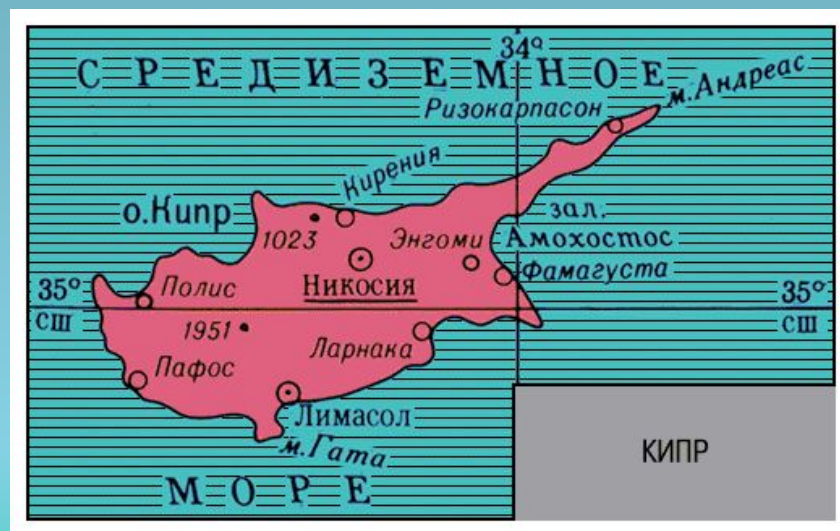 34°
СРЕДИЗЕМНОЕ
м.Андреас
Ризокарпасон
Кирения
о.Кипр
зал.
Амохостос
1023
Энгоми
Фамагуста
Никосия
35°
СШ
Полис
35°
СШ
1951
Ларнака
Пафос
Лимасол
м.Гата
КИПР
МОРЕ